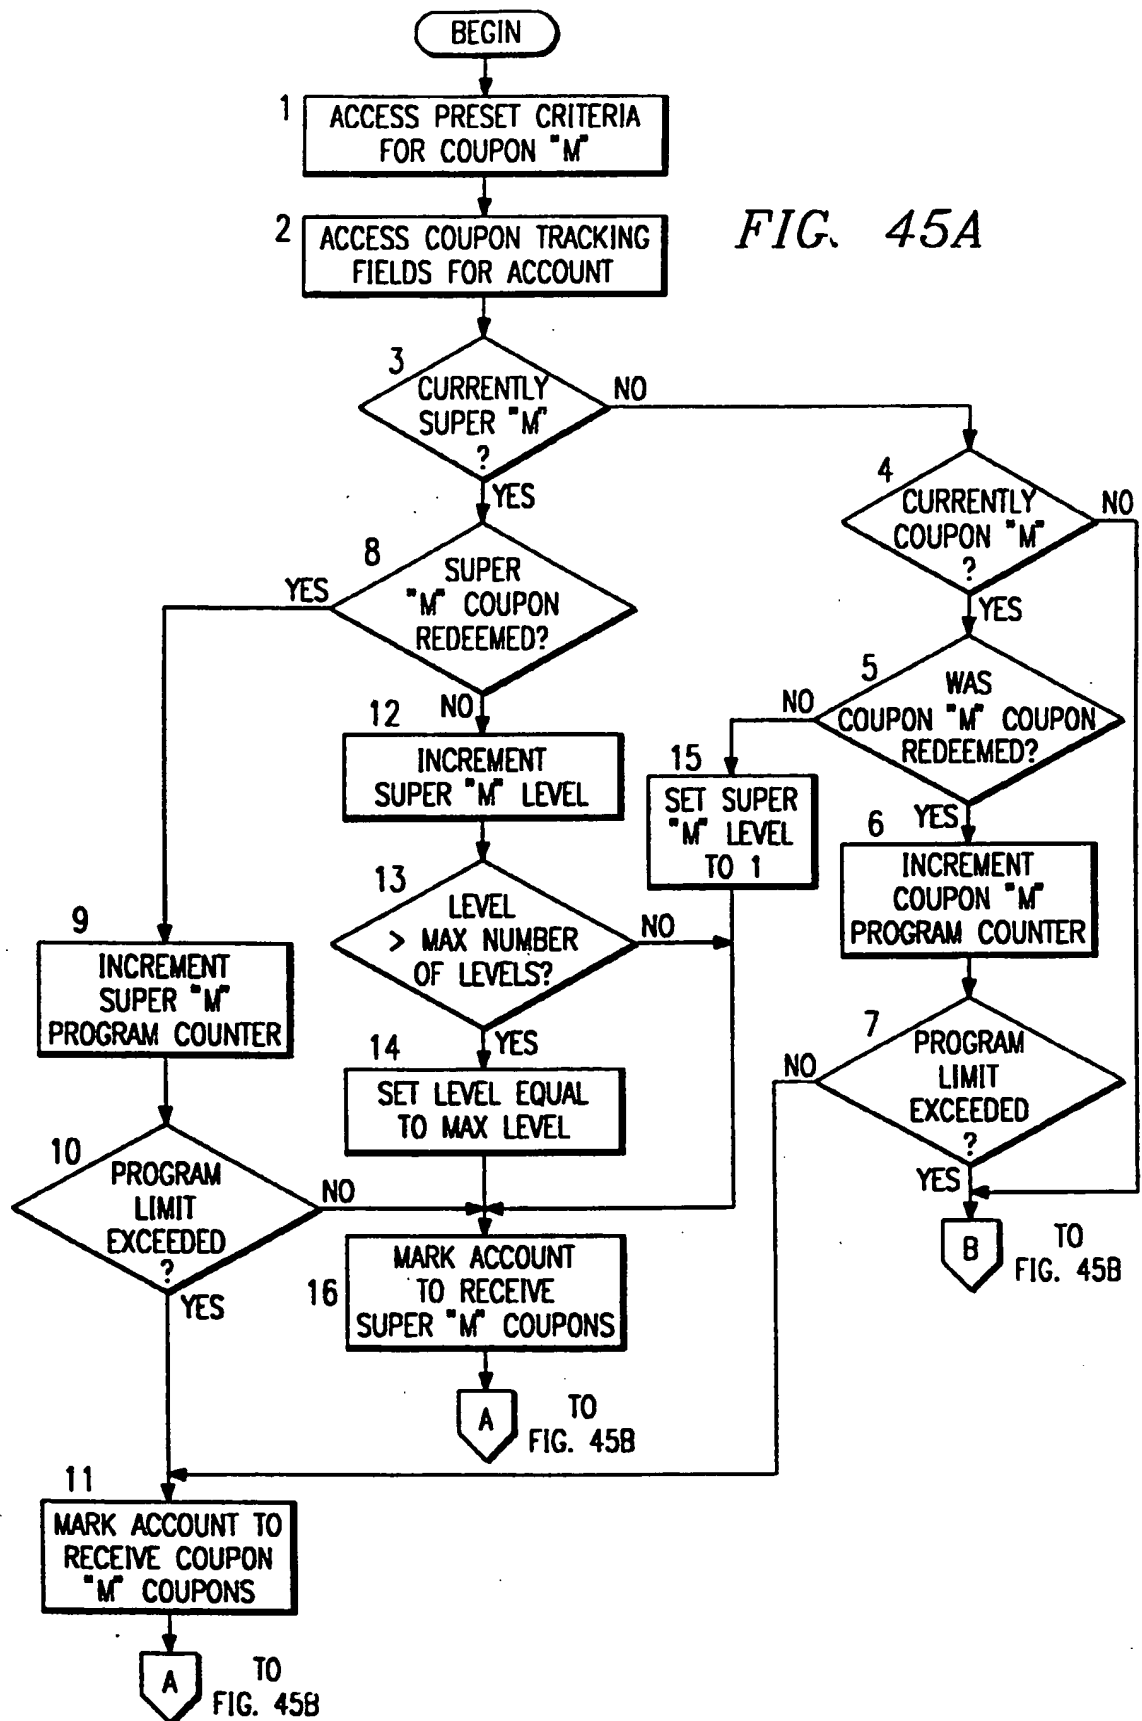 BEGIN
1
ACCESS PRESET CRITERIA
FOR COUPON "M"
2
ACCESS COUPON TRACKING
FIELDS FOR ACCOUNT
FIG. 45A
3
CURRENTLY
SUPER "M"
?
NO
YES
4
CURRENTLY
COUPON "M"
?
NO
YES
8
SUPER
"M" COUPON
REDEEMED?
YES
NO
5
WAS
COUPON "M" COUPON
REDEEMED?
NO
YES
12
INCREMENT
SUPER "M" LEVEL
15
SET SUPER
"M" LEVEL
TO 1
6
INCREMENT
COUPON "M"
PROGRAM COUNTER
13
LEVEL
> MAX NUMBER
OF LEVELS?
NO
YES
9
INCREMENT
SUPER "M"
PROGRAM COUNTER
7
PROGRAM
LIMIT
EXCEEDED
?
NO
YES
14
SET LEVEL EQUAL
TO MAX LEVEL
10
PROGRAM
LIMIT
EXCEEDED
?
NO
YES
B
TO
FIG. 45B
16
MARK ACCOUNT
TO RECEIVE
SUPER "M" COUPONS
A
TO
FIG. 45B
11
MARK ACCOUNT TO
RECEIVE COUPON
"M" COUPONS
A
TO
FIG. 45B